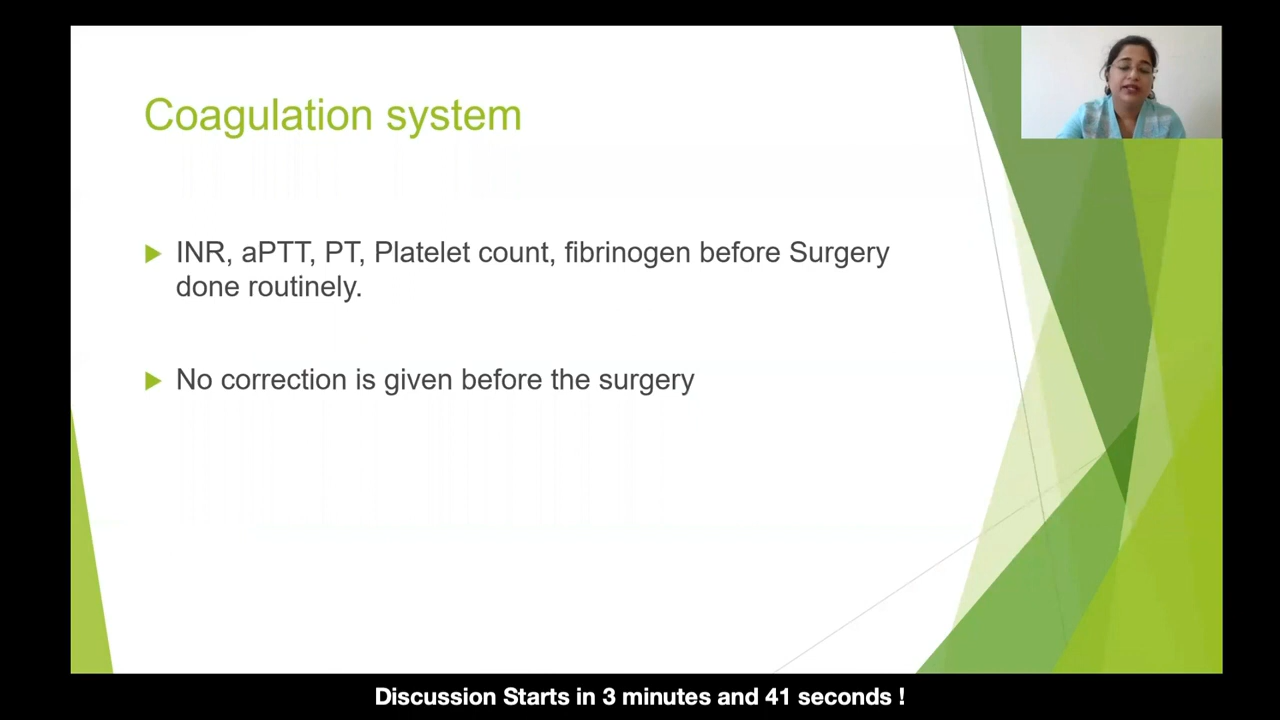 Coagulation system
INR, aPTT, PT, Platelet count, fibrinogen before Surgery
done routinely.
No correction is given before the surgery
Discussion Starts in 3 minutes and 41 seconds !